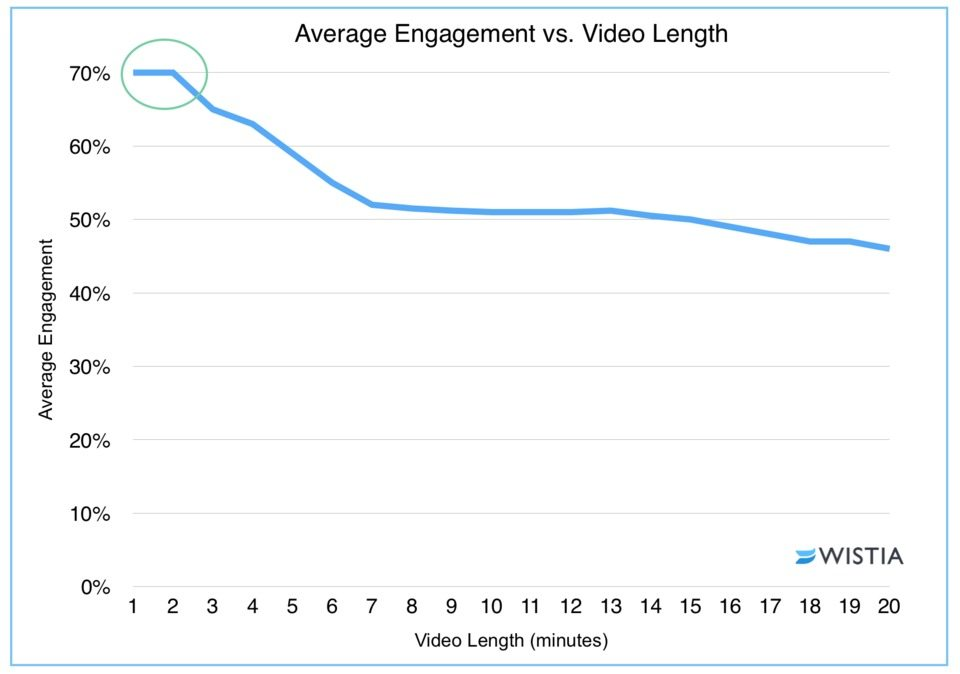 Average Engagement vs. Video Length
70%
60%
50%
40%
30%
20%
10%
0%
Average Engagement
1 2 3 4 5 6 7 8 9 10 11 12 13 14 15 16 17 18 19 20
Video Length (minutes)
WISTIA